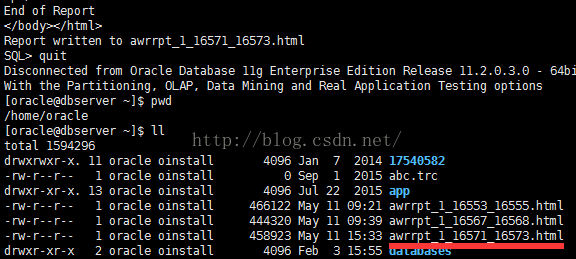 End of Report
</body></html>
Report written to awrrpt_1_16571_16573.html
SQL> quit
Disconnected from Oracle Database 11g Enterprise Edition Release 11.2.0.3.0 - 64bi
With the Partitioning, OLAP, Data Mining and Real Application Testing options
[oracle@dbserver ~]$ pwd
/home/oracle
[oracle@dbserver ~]$ ll
http://blog.csdn.net/
total 1594296
drwxrwxr-x. 11 oracle oinstall 4096 Jan 7 2014 17540582
-rw-r--r-- 1 oracle oinstall 0 Sep 1 2015 abc.trc
drwxr-xr-x. 13 oracle oinstall 4096 Jul 22 2015 app
-rw-r--r-- 1 oracle oinstall 466122 May 11 09:21 awrrpt_1_16553_16555.html
-rw-r--r-- 1 oracle oinstall 444320 May 11 09:39 awrrpt_1_16567_16568.html
-rw-r--r-- 1 oracle oinstall 458923 May 11 15:33 awrrpt_1_16571_16573.html
drwxr-xr-x 2 oracle oinstall 4096 Feb 3 15:55 databases